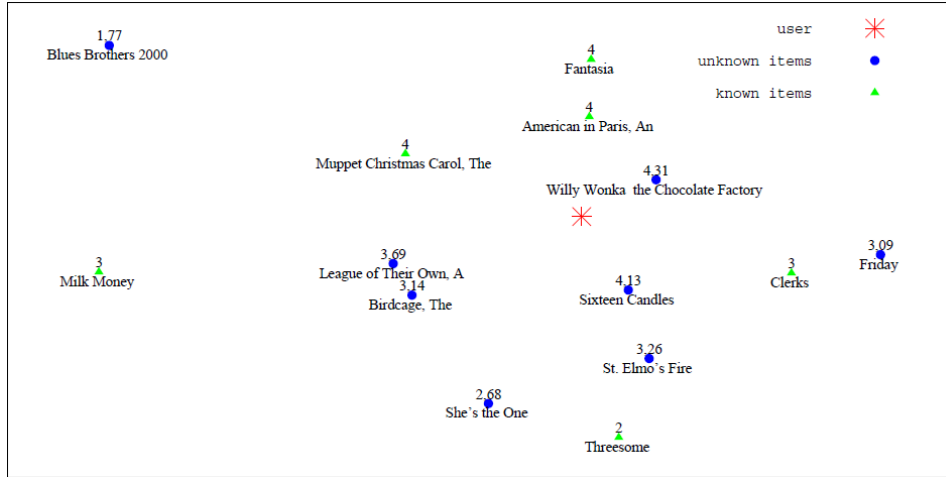 1.77
Blues Brothers 2000
user
4
Fantasia
unknown items
known items
4
American in Paris, An
4
Muppet Christmas Carol, The
4.31
Willy Wonka the Chocolate Factory
3.09
Friday
3
Milk Money
3.69
League of Their Own, A
3
Clerks
3.14
Birdcage, The
4.13
Sixteen Candles
3.26
St. Elmo's Fire
2.68
She's the One
2
Threesome